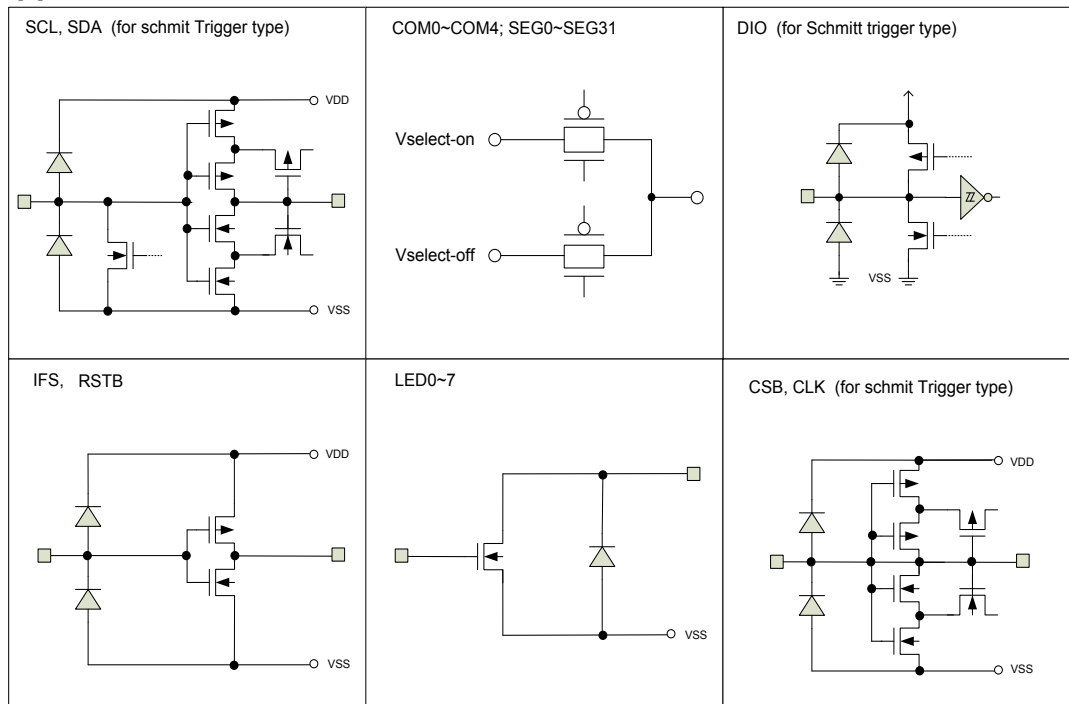 SCL, SDA (for schmit Trigger type)
VDD
VSS
COM0~COM4; SEG0~SEG31
Vselect-on
Vselect-off
DIO (for Schmitt trigger type)
VSS
IFS, RSTB
VDD
VSS
LED0~7
VSS
CSB, CLK (for schmit Trigger type)
VDD
VSS